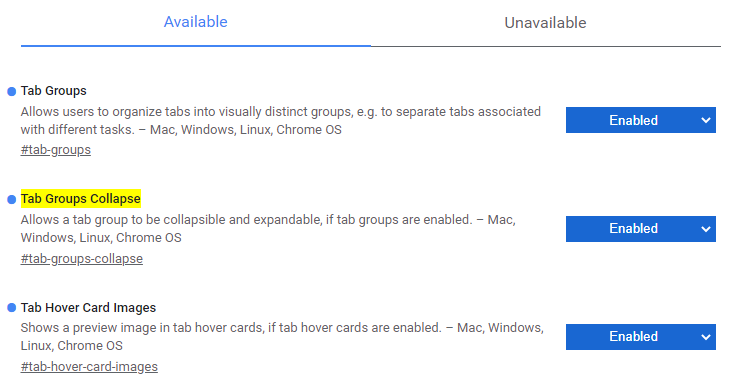 Available
Unavailable
Tab Groups
Allows users to organize tabs into visually distinct groups, e.g. to separate tabs associated
with different tasks. – Mac, Windows, Linux, Chrome OS
#tab-groups
Enabled
Tab Groups Collapse
Allows a tab group to be collapsible and expandable, if tab groups are enabled. – Mac,
Windows, Linux, Chrome OS
#tab-groups-collapse
Enabled
Tab Hover Card Images
Shows a preview image in tab hover cards, if tab hover cards are enabled. – Mac, Windows,
Linux, Chrome OS
#tab-hover-card-images
Enabled